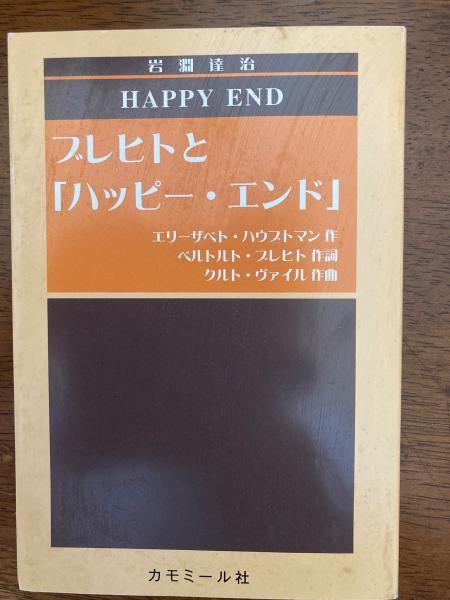 岩淵達治
HAPPY END
ブレヒトと
「ハッピー・エンド」
エリーザベト・ハウプトマン 作
ベルトルト・ブレヒト 作詞
クルト・ヴァイル 作曲
カモミール社